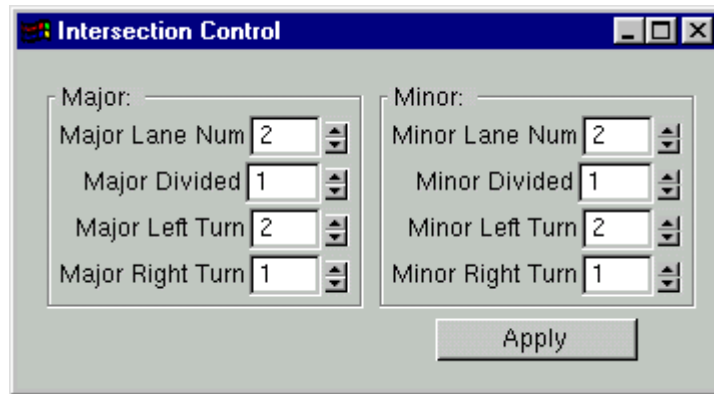 Intersection Control
Major:
Major Lane Num 2
Major Divided 1
Major Left Turn 2
Major Right Turn 1
Minor:
Minor Lane Num 2
Minor Divided 1
Minor Left Turn 2
Minor Right Turn 1
Apply